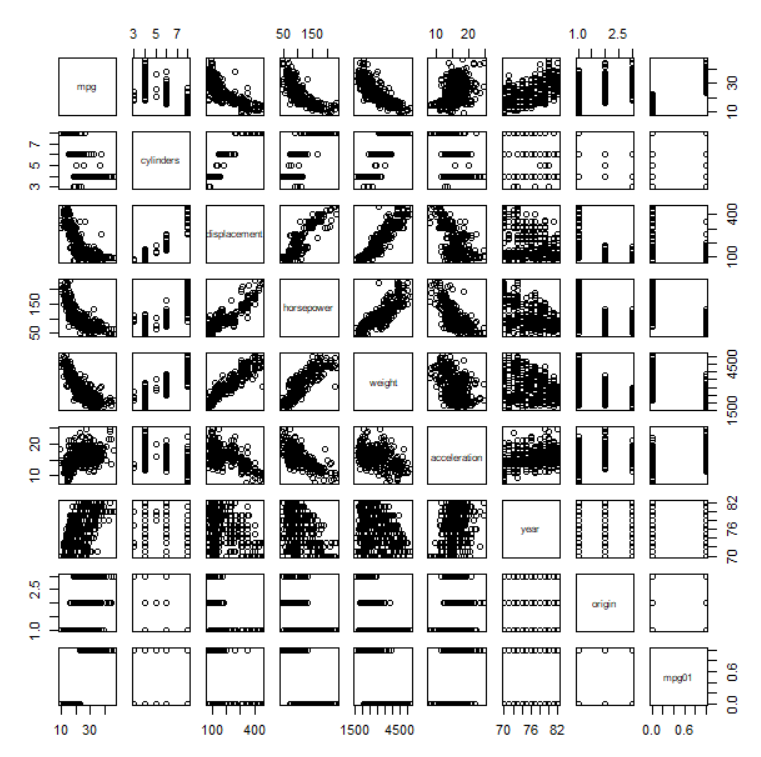 3 5 7 50 150 10 20 1.0 2.5
mpg 10 30
3 5 7 cylinders
displacement 100 400
50 150 horsepower
weight 1500 4500
10 20 acceleration
year 70 76 82
1.0 2.5 origin
mpg01 0.0 0.6
10 30 100 400 1500 4500 70 76 82 0.0 0.6